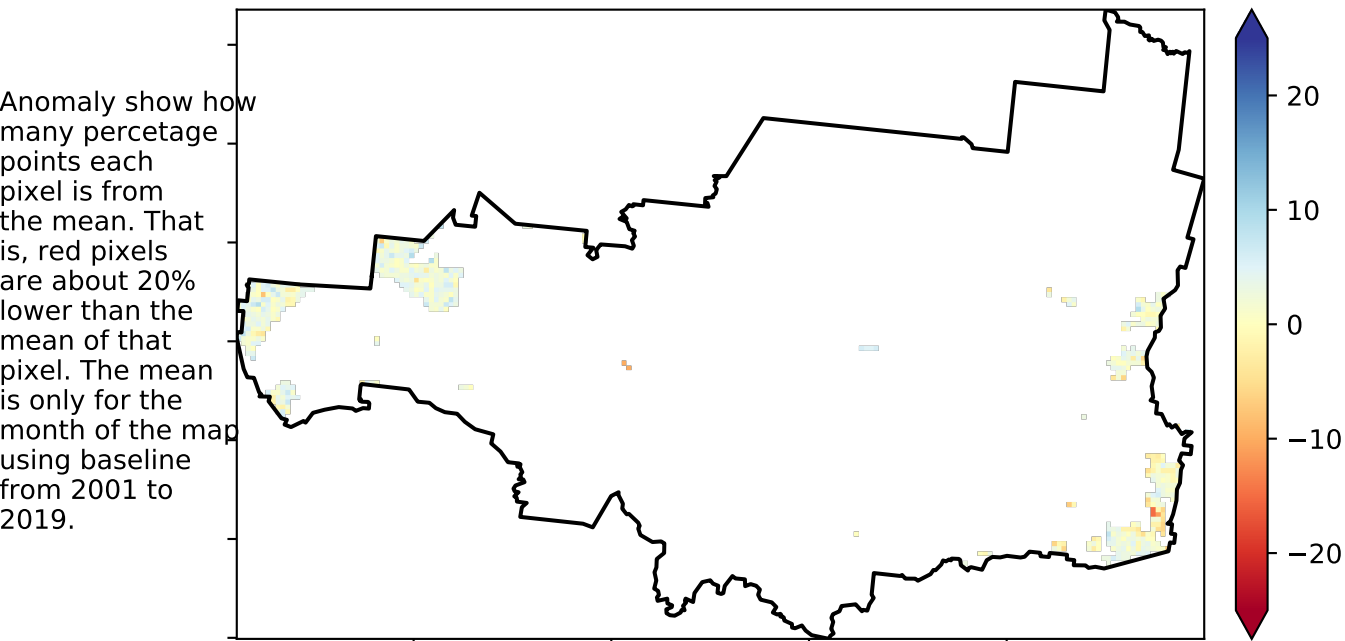 Anomaly show how
many percetage
points each
pixel is from
the mean. That
is, red pixels
are about 20%
lower than the
mean of that
pixel. The mean
is only for the
month of the map
using baseline
from 2001 to
2019.
20
10
0
−10
−20